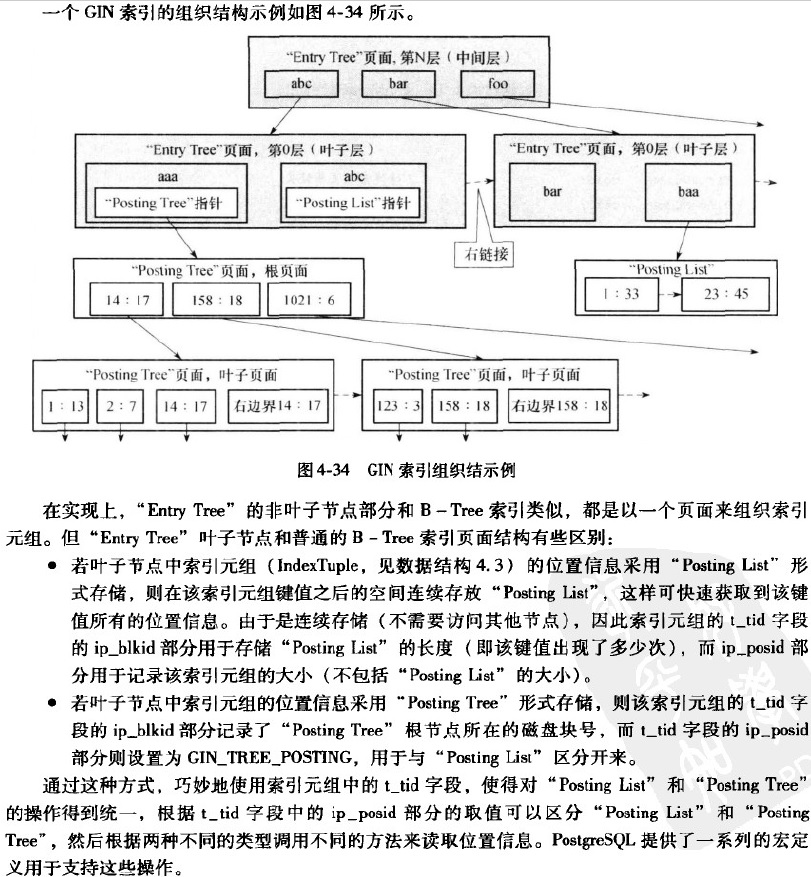 一个 GIN 索引的组织结构示例如图 4-34 所示。
“Entry Tree”页面, 第N层（中间层）
abc
bar
foo
“Entry Tree”页面，第0层（叶子层）
aaa
“Posting Tree”指针
abc
“Posting List”指针
“Entry Tree”页面，第0层（叶子层）
bar
baa
右链接
“Posting Tree”页面，根页面
14：17
158：18
1021：6
“Posting List”
1：33
23：45
“Posting Tree”页面，叶子页面
1：13
2：7
14：17
右边界14：17
“Posting Tree”页面，叶子页面
123：3
158：18
右边界158：18
图 4-34 GIN 索引组织结示例
在实现上，“Entry Tree” 的非叶子节点部分和 B－Tree 索引类似，都是以一个页面来组织索引
元组。但 “Entry Tree” 叶子节点和普通的 B－Tree 索引页面结构有些区别：
● 若叶子节点中索引元组（IndexTuple，见数据结构 4.3）的位置信息采用 “Posting List” 形
式存储，则在该索引元组键值之后的空间连续存放 “Posting List”，这样可快速获取到该键
值所有的位置信息。由于是连续存储（不需要访问其他节点），因此索引元组的 t_tid 字段
的 ip_blkid 部分用于存储 “Posting List” 的长度（即该键值出现了多少次），而 ip_posid 部
分用于记录该索引元组的大小（不包括 “Posting List” 的大小）。
● 若叶子节点中索引元组的位置信息采用 “Posting Tree” 形式存储，则该索引元组的 t_tid 字
段的 ip_blkid 部分记录了 “Posting Tree” 根节点所在的磁盘块号，而 t_tid 字段的 ip_posid
部分则设置为 GIN_TREE_POSTING，用于与 “Posting List” 区分开来。
通过这种方式，巧妙地使用索引元组中的 t_tid 字段，使得对 “Posting List” 和 “Posting Tree”
的操作得到统一，根据 t_tid 字段中的 ip_posid 部分的取值可以区分 “Posting List” 和 “Posting
Tree”，然后根据两种不同的类型调用不同的方法来读取位置信息。PostgreSQL 提供了一系列的宏定
义用于支持这些操作。